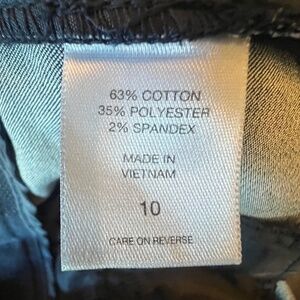 63% COTTON
35% POLYESTER
2% SPANDEX
MADE IN
VIETNAM
10
CARE ON REVERSE